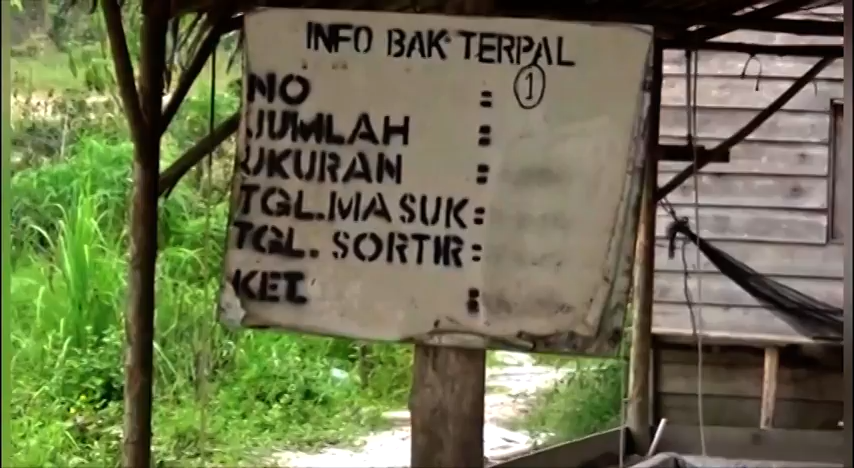 INFO BAK TERPAL
NO : 1
JUMLAH :
UKURAN :
TGL. MASUK :
TGL. SORTIR :
KET. :